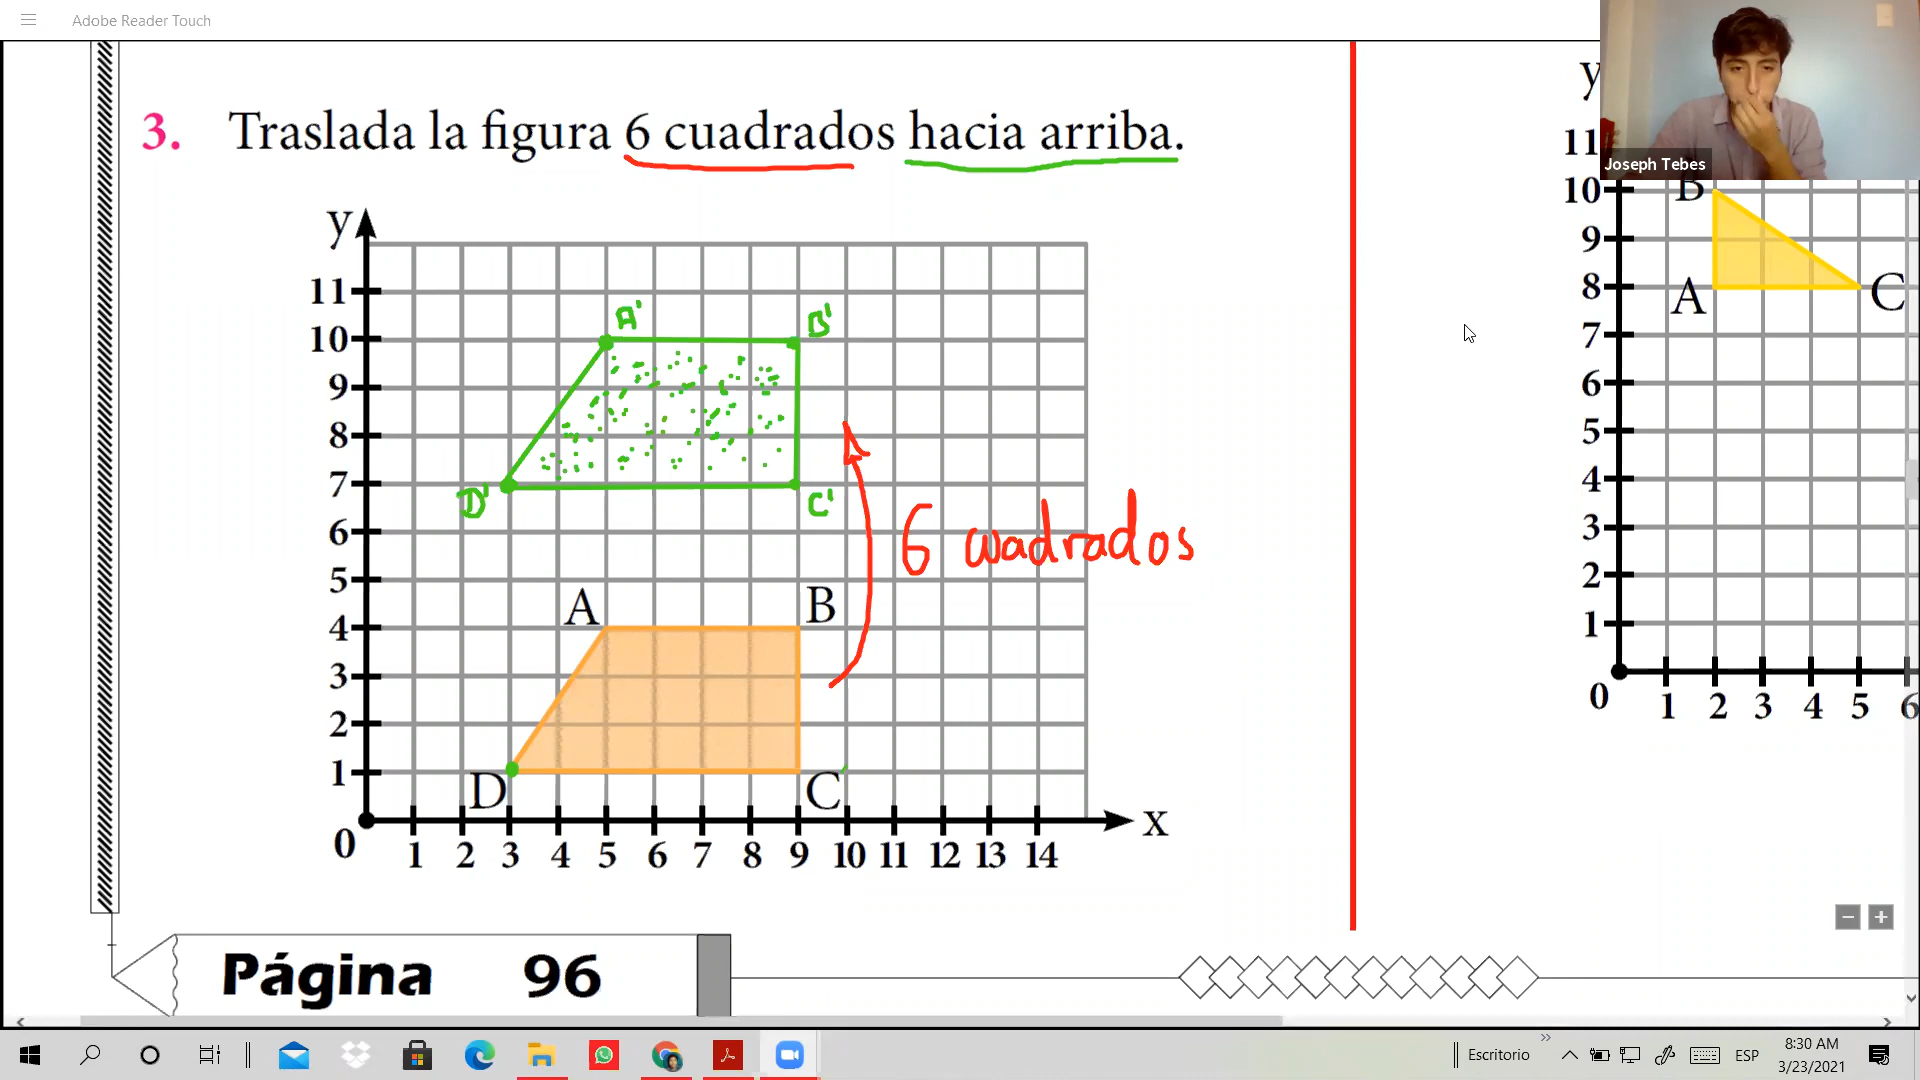 Adobe Reader Touch
3. Traslada la figura 6 cuadrados hacia arriba.
y
11
10
9
8
7
6
5
4
3
2
1
0
1 2 3 4 5 6 7 8 9 10 11 12 13 14
x
A' B'
D' C'
A B
D C
6 cuadrados
Joseph Tebes
y
11
10
9
8
7
6
5
4
3
2
1
0
1 2 3 4 5 6
B
A C
Página 96
Escritorio
ESP
8:30 AM
3/23/2021